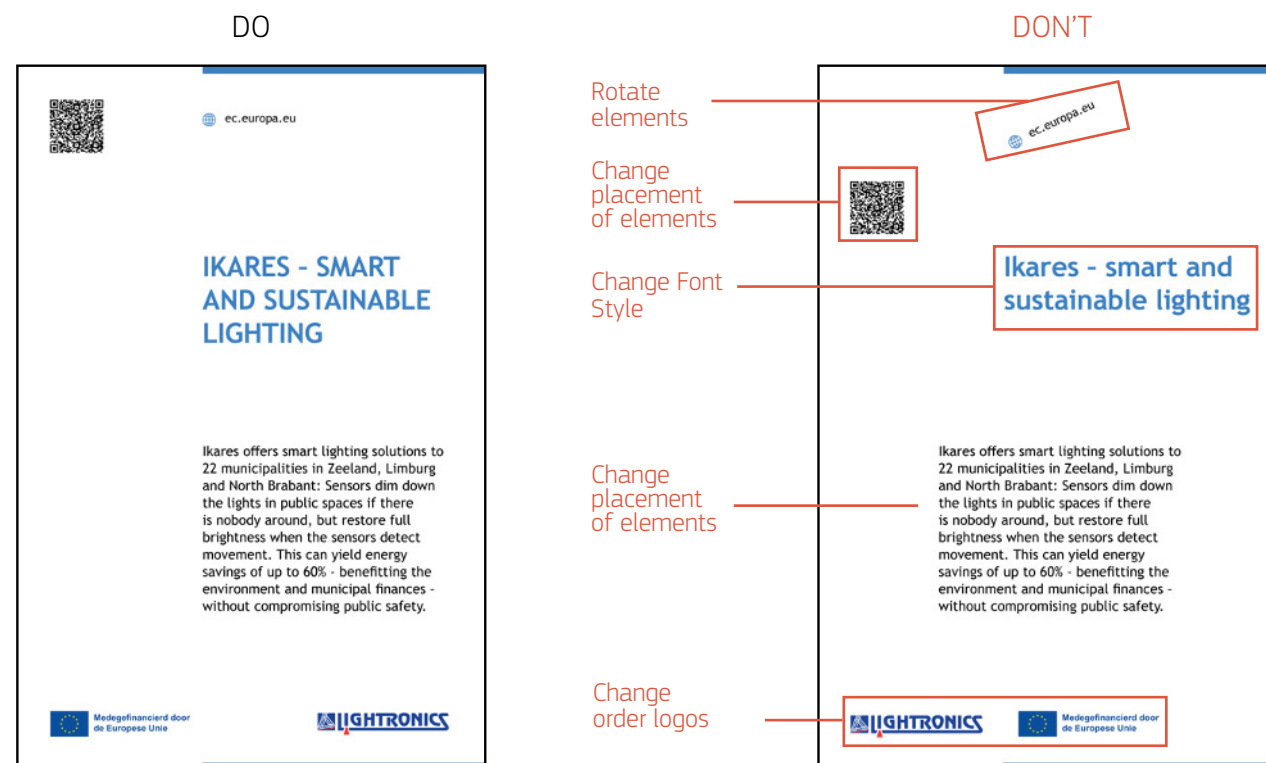 DO
ec.europa.eu
IKARES – SMART
AND SUSTAINABLE
LIGHTING
Ikares offers smart lighting solutions to
22 municipalities in Zeeland, Limburg
and North Brabant: Sensors dim down
the lights in public spaces if there
is nobody around, but restore full
brightness when the sensors detect
movement. This can yield energy
savings of up to 60% - benefitting the
environment and municipal finances -
without compromising public safety.
Medegefinancierd door
de Europese Unie
LIGHTRONICS
DON'T
Rotate
elements
Change
placement
of elements
Change Font
Style
Change
placement
of elements
Change
order logos
ec.europa.eu
Ikares - smart and
sustainable lighting
Ikares offers smart lighting solutions to
22 municipalities in Zeeland, Limburg
and North Brabant: Sensors dim down
the lights in public spaces if there
is nobody around, but restore full
brightness when the sensors detect
movement. This can yield energy
savings of up to 60% - benefitting the
environment and municipal finances -
without compromising public safety.
LIGHTRONICS
Medegefinancierd door
de Europese Unie